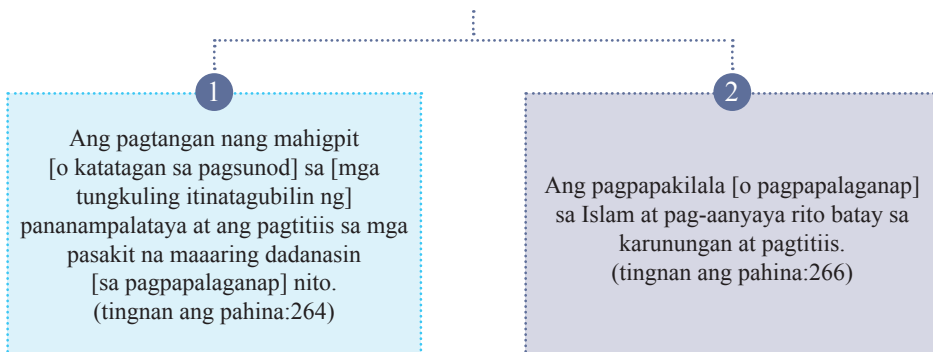 1
Ang pagtangan nang mahigpit
[o katatagan sa pagsunod] sa [mga
tungkuling itinatagubilin ng]
pananampalataya at ang pagtitiis sa mga
pasakit na maaaring dadanasin
[sa pagpapalaganap] nito.
(tingnan ang pahina:264)
2
Ang pagpapakilala [o pagpapalaganap]
sa Islam at pag-aanyaya rito batay sa
karunungan at pagtitiis.
(tingnan ang pahina:266)